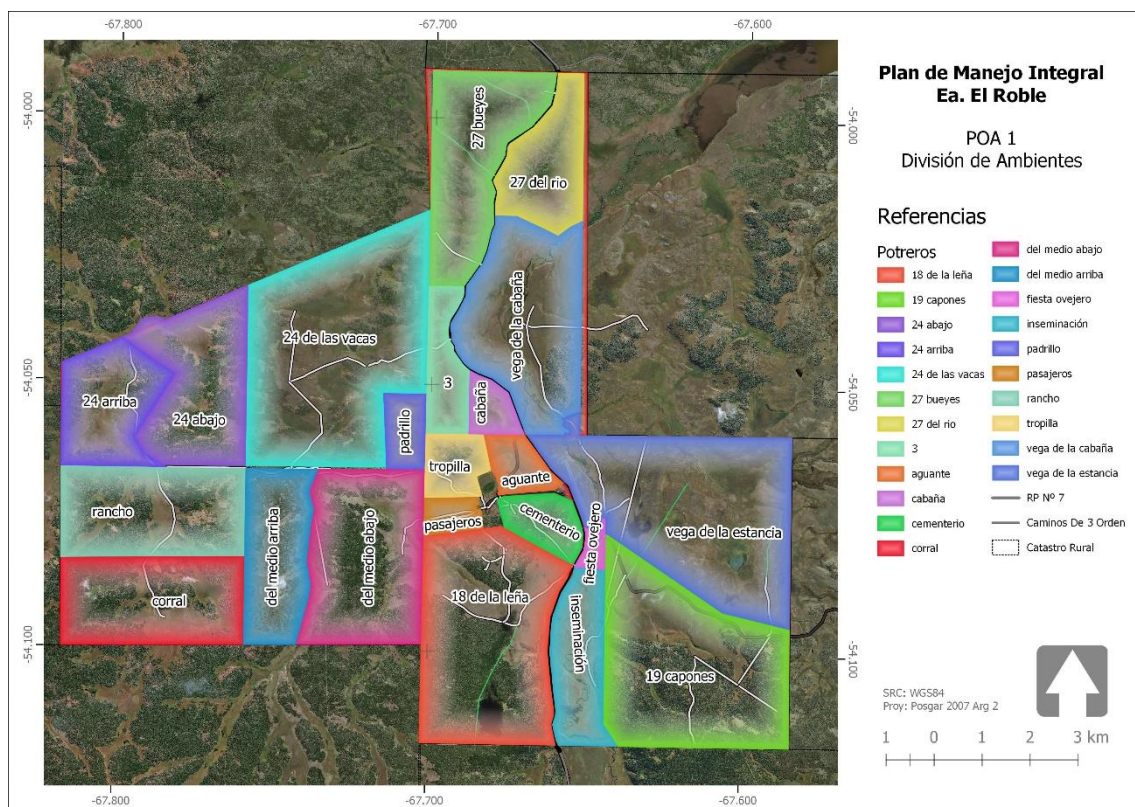 -67.800
-67.700
-67.600
-54.000
-54.050
-54.100
-54.000
-54.050
-54.100
-67.800
-67.700
-67.600
27 bueyes
27 del rio
24 de las vacas
vega de la cabaña
24 arriba
24 abajo
3
cabaña
padrillo
tropilla
aguante
rancho
pasajeros
cementerio
fiesta ovejero
vega de la estancia
del medio arriba
del medio abajo
corral
18 de la leña
inseminación
19 capones
Plan de Manejo Integral
Ea. El Roble
POA 1
División de Ambientes
Referencias
Potreros
18 de la leña
19 capones
24 abajo
24 arriba
24 de las vacas
27 bueyes
27 del rio
3
aguante
cabaña
cementerio
corral
del medio abajo
del medio arriba
fiesta ovejero
inseminación
padrillo
pasajeros
rancho
tropilla
vega de la cabaña
vega de la estancia
RP Nº 7
Caminos De 3 Orden
Catastro Rural
SRC: WGS84
Proy: Posgar 2007 Arg 2
1 0 1 2 3 km